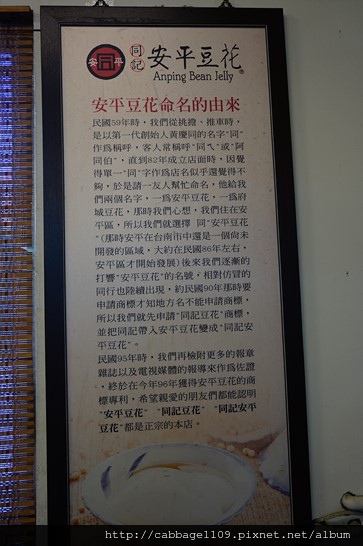 安平
同記
安平豆花®
Anping Bean Jelly
安平豆花命名的由來
民國59年時，我們從挑擔、推車時，
是以第一代創始人黃慶同的名字"同"
作為稱呼，客人常稱呼"同ㄟ"或"阿
同伯"，直到82年成立店面時，因覺
得單一"同"字作為店名似乎還覺得不
夠，於是請一友人幫忙命名，他給我
們兩個名字，一為安平豆花，一為府
城豆花，那時我們心想，我們住在安
平區，所以我們就選擇 同"安平豆花
"(那時安平在台南市中還是一個尚未
開發的區域，大約在民國86年左右，
安平區才開始發展)後來我們逐漸的
打響"安平豆花"的名號，相對仿冒的
同行也陸續出現，約民國90年那時要
申請商標才知地方名不能申請商標，
所以我們就先申請"同記豆花"商標，
並把同記帶入安平豆花變成"同記安
平豆花"。
民國95年時，我們再檢附更多的報章
雜誌以及電視媒體的報導來作為佐證
，終於在今年96年獲得安平豆花的商
標專利，希望親愛的朋友們都能認明
"安平豆花" "同記豆花" "同記安平
豆花"都是正宗的本店。
http://cabbage1109.pixnet.net/album